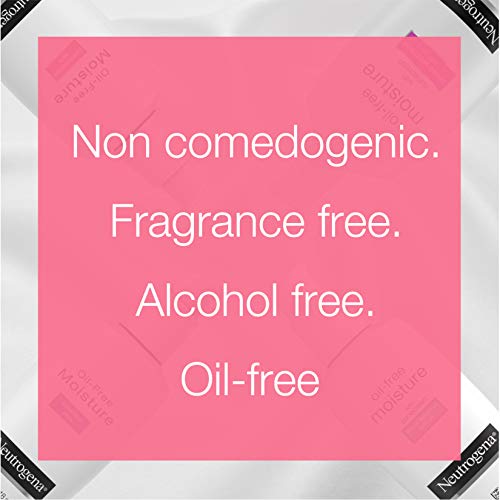 Neutrogena®
Neutrogena®
Oil-Free
Moisture
oil-free
moisture
Non comedogenic.
Fragrance free.
Alcohol free.
Oil-free
Oil-Free
Moisture
oil-free
moisture
Neutrogena®
Neutrogena®